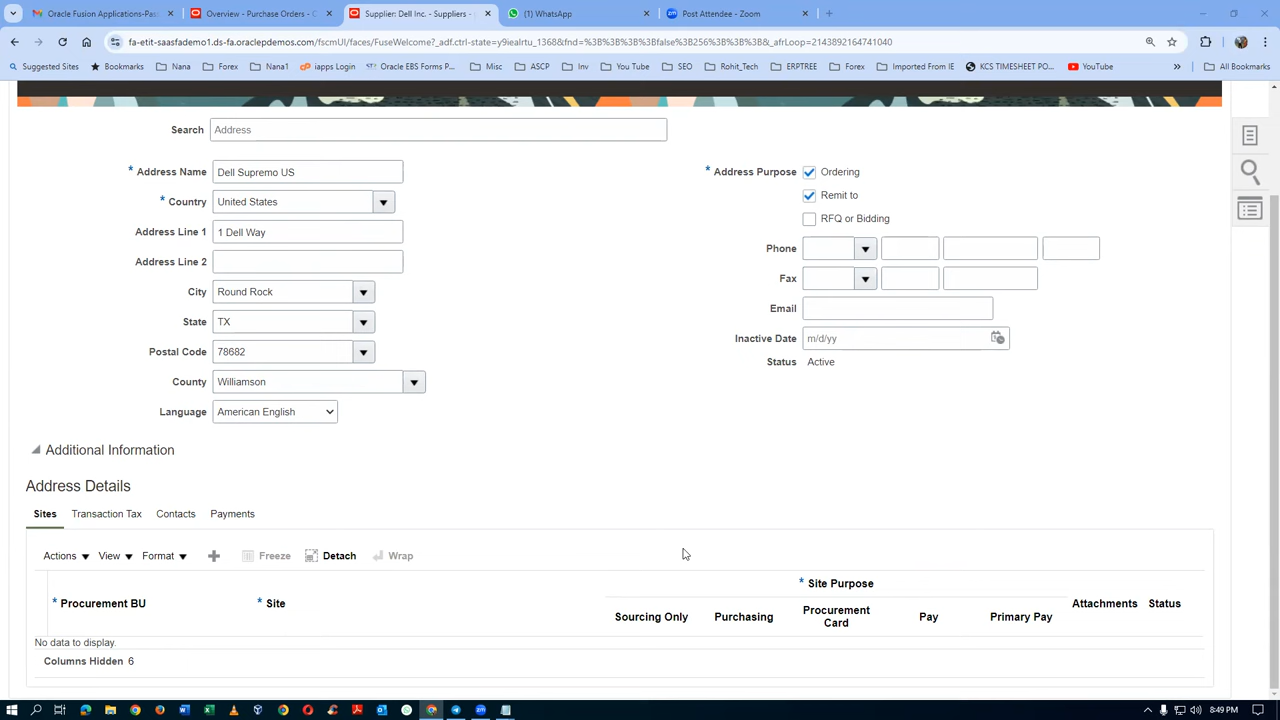 Oracle Fusion Applications-Pas
Overview - Purchase Orders - O
Supplier: Dell Inc. - Suppliers -
(1) WhatsApp
Post Attendee - Zoom
fa-etit-saasfademo1.ds-fa.oraclepdemos.com/fscmUI/faces/FuseWelcome?_adf.ctrl-state=y9iealrtu_1368&fnd=%3B%3B%3B%3Bfalse%3B256%3B%3B%3B&_afrLoop=2143892164741040
Suggested Sites
Bookmarks
Nana
Forex
Nana1
iapps Login
Oracle EBS Forms P...
Misc
ASCP
Inv
You Tube
SEO
Rohit_Tech
ERPTREE
Forex
Imported From IE
KCS TIMESHEET PO...
YouTube
All Bookmarks
Search Address
* Address Name Dell Supremo US
* Country United States
Address Line 1 1 Dell Way
Address Line 2
City Round Rock
State TX
Postal Code 78682
County Williamson
Language American English
* Address Purpose Ordering
Remit to
RFQ or Bidding
Phone
Fax
Email
Inactive Date m/d/yy
Status Active
Additional Information
Address Details
Sites Transaction Tax Contacts Payments
Actions View Format Freeze Detach Wrap
* Procurement BU
* Site
* Site Purpose
Sourcing Only
Purchasing
Procurement
Card
Pay
Primary Pay
Attachments
Status
No data to display.
Columns Hidden 6
8:49 PM